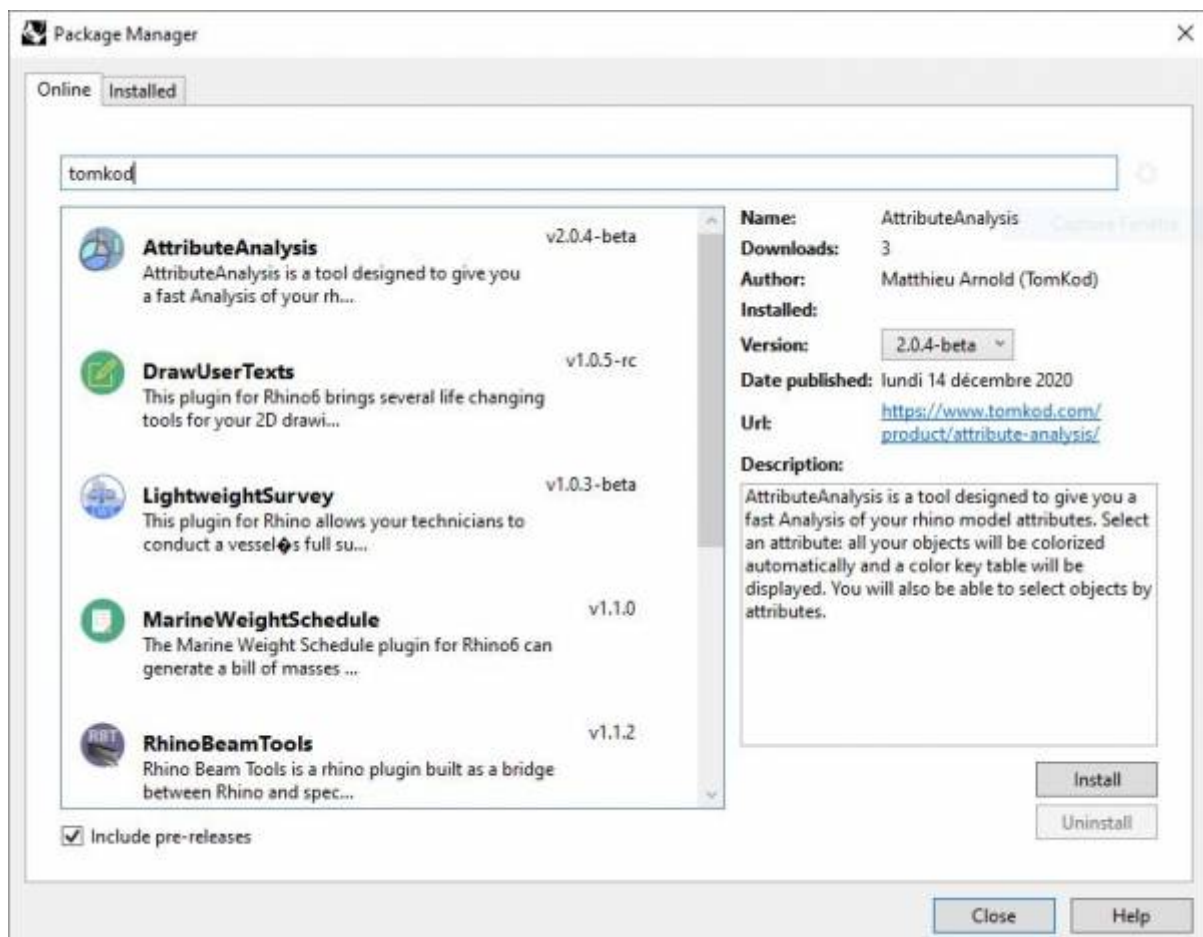 Package Manager
Online Installed
tomkod
AttributeAnalysis v2.0.4-beta
AttributeAnalysis is a tool designed to give you
a fast Analysis of your rh...
DrawUserTexts v1.0.5-rc
This plugin for Rhino6 brings several life changing
tools for your 2D drawi...
LightweightSurvey v1.0.3-beta
This plugin for Rhino allows your technicians to
conduct a vessel�s full su...
MarineWeightSchedule v1.1.0
The Marine Weight Schedule plugin for Rhino6 can
generate a bill of masses ...
RBT
RhinoBeamTools v1.1.2
Rhino Beam Tools is a rhino plugin built as a bridge
between Rhino and spec...
Include pre-releases
Name: AttributeAnalysis
Downloads: 3
Author: Matthieu Arnold (TomKod)
Installed:
Version: 2.0.4-beta
Date published: lundi 14 décembre 2020
Url: https://www.tomkod.com/
product/attribute-analysis/
Description:
AttributeAnalysis is a tool designed to give you a
fast Analysis of your rhino model attributes. Select
an attribute: all your objects will be colorized
automatically and a color key table will be
displayed. You will also be able to select objects by
attributes.
Install
Uninstall
Close Help